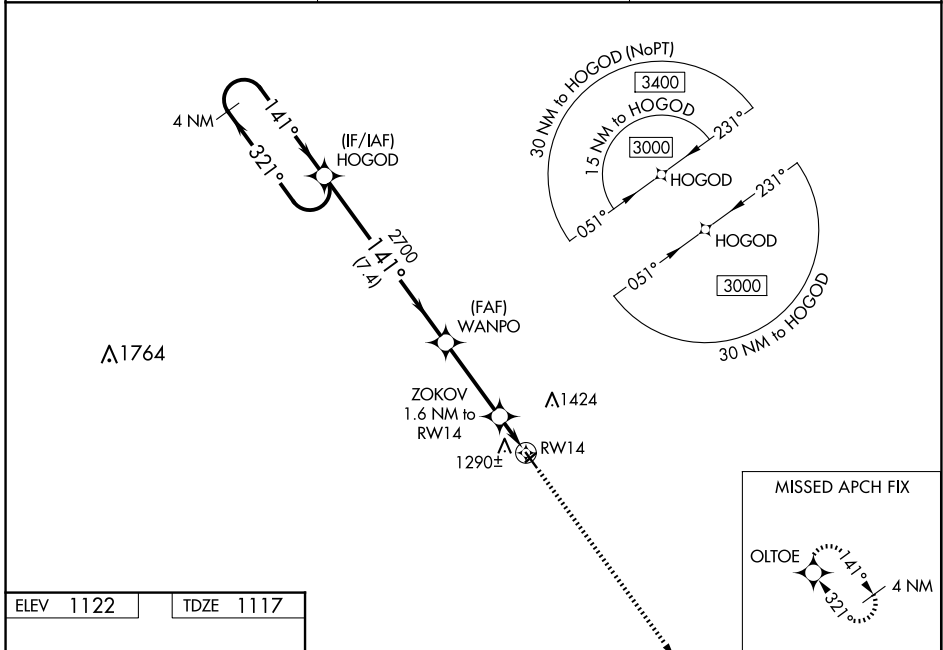 30 NM to HOGOD (NoPT)
3400
15 NM to HOGOD
3000
231°
HOGOD
051°
231°
HOGOD
051°
3000
30 NM to HOGOD
4 NM
141°
321°
(IF/IAF)
HOGOD
2700
141°
(7.4)
(FAF)
WANPO
1764
ZOKOV
1.6 NM to
RW14
1424
1290±
RW14
MISSED APCH FIX
OLTOE
141°
321°
4 NM
ELEV 1122
TDZE 1117